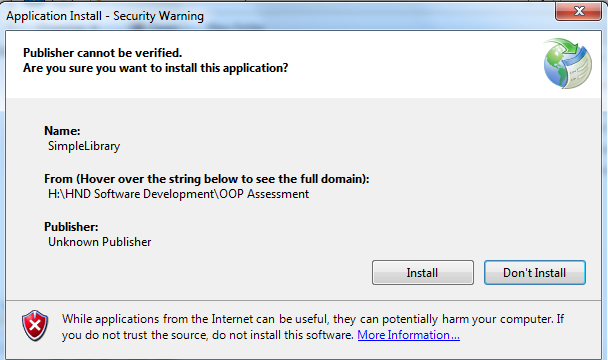 Application Install - Security Warning
Publisher cannot be verified.
Are you sure you want to install this application?
Name:
SimpleLibrary
From (Hover over the string below to see the full domain):
H:\HND Software Development\OOP Assessment
Publisher:
Unknown Publisher
Install
Don't Install
While applications from the Internet can be useful, they can potentially harm your computer. If
you do not trust the source, do not install this software. More Information...